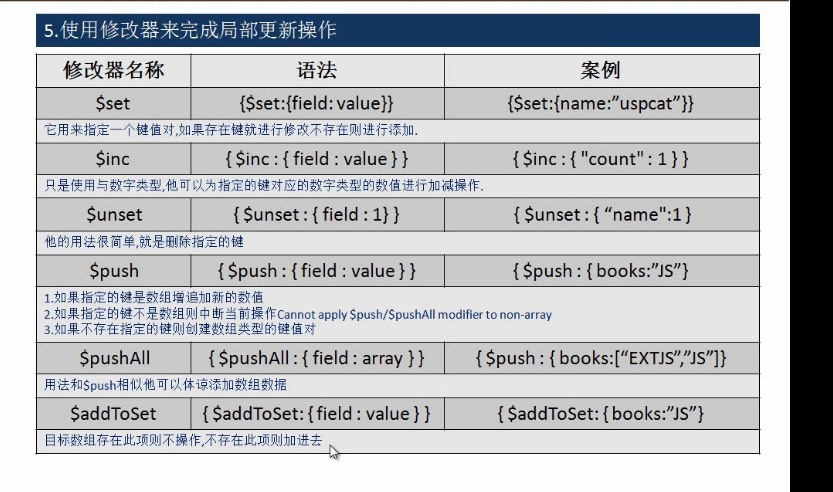 5.使用修改器来完成局部更新操作
修改器名称 语法 案例
$set {$set:{field: value}} {$set:{name:”uspcat”}}
它用来指定一个键值对,如果存在键就进行修改不存在则进行添加.
$inc { $inc : { field : value } } { $inc : { "count" : 1 } }
只是使用与数字类型,他可以为指定的键对应的数字类型的数值进行加减操作.
$unset { $unset : { field : 1} } { $unset : { “name":1 }
他的用法很简单,就是删除指定的键
$push { $push : { field : value } } { $push : { books:”JS”}
1.如果指定的键是数组增追加新的数值
2.如果指定的键不是数组则中断当前操作Cannot apply $push/$pushAll modifier to non-array
3.如果不存在指定的键则创建数组类型的键值对
$pushAll { $pushAll : { field : array } } { $push : { books:[“EXTJS”,”JS”]}
用法和$push相似他可以体谅添加数组数据
$addToSet { $addToSet: { field : value } } { $addToSet: { books:”JS”}
目标数组存在此项则不操作,不存在此项则加进去